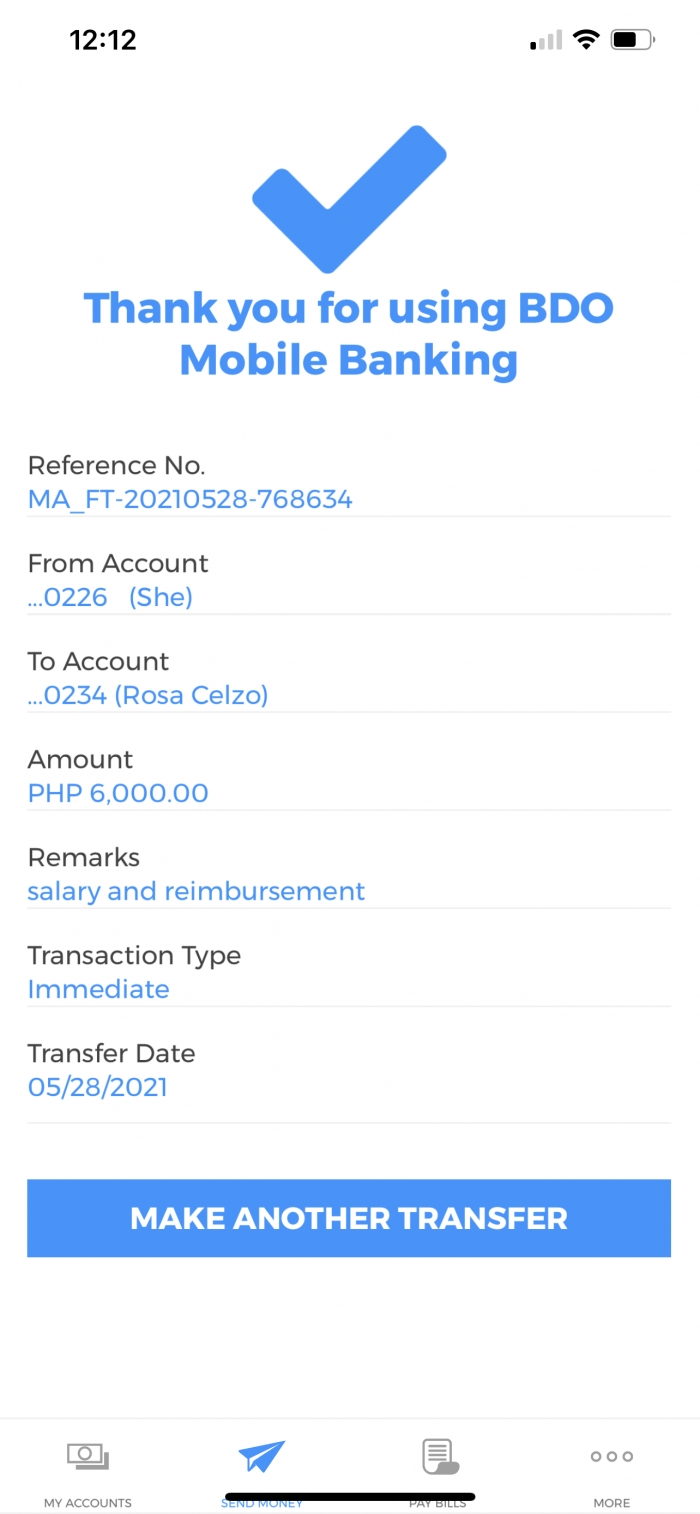 12:12
Thank you for using BDO
Mobile Banking
Reference No.
MA_FT-20210528-768634
From Account
...0226 (She)
To Account
...0234 (Rosa Celzo)
Amount
PHP 6,000.00
Remarks
salary and reimbursement
Transaction Type
Immediate
Transfer Date
05/28/2021
MAKE ANOTHER TRANSFER
MY ACCOUNTS SEND MONEY PAY BILLS MORE